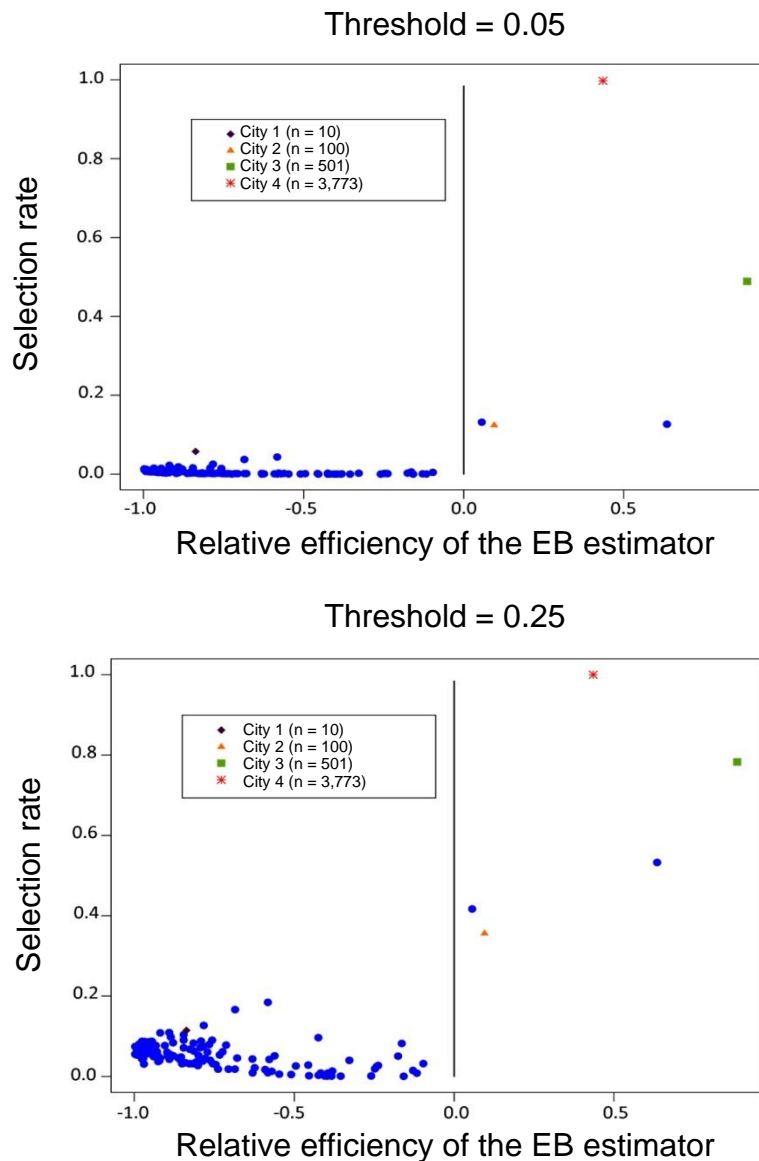 Threshold = 0.05
1.0
0.8
0.6
0.4
0.2
0.0
Selection rate
City 1 (n = 10)
City 2 (n = 100)
City 3 (n = 501)
City 4 (n = 3,773)
-1.0 -0.5 0.0 0.5
Relative efficiency of the EB estimator
Threshold = 0.25
1.0
0.8
0.6
0.4
0.2
0.0
Selection rate
City 1 (n = 10)
City 2 (n = 100)
City 3 (n = 501)
City 4 (n = 3,773)
-1.0 -0.5 0.0 0.5
Relative efficiency of the EB estimator